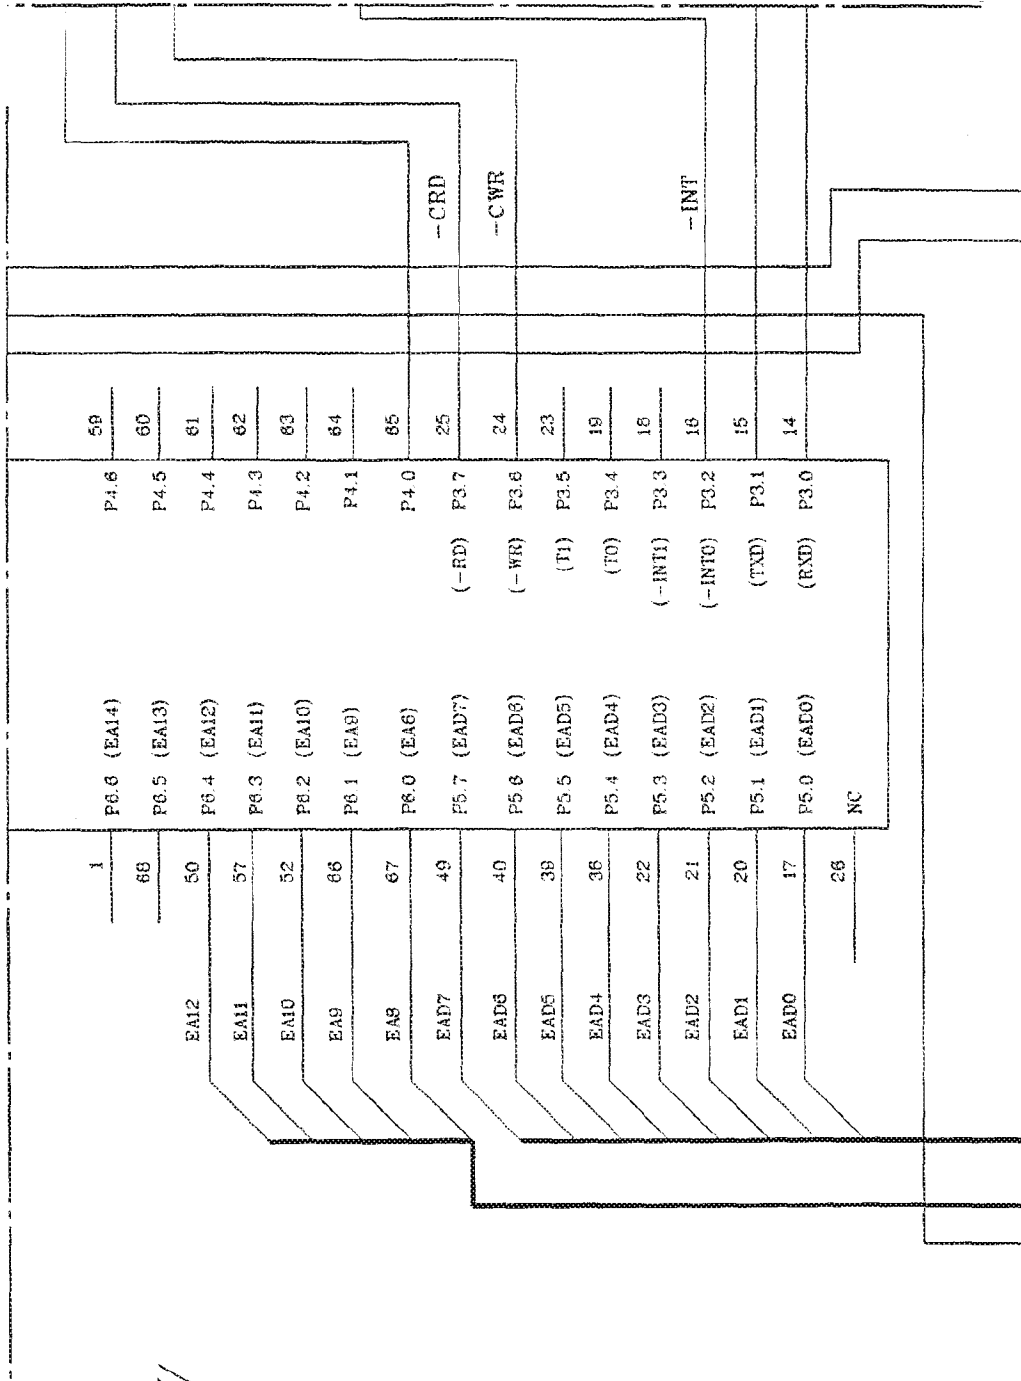 -CRD
-CWR
-INT
59
60
61
62
63
64
65
25
24
23
19
18
16
15
14
P4.6
P4.5
P4.4
P4.3
P4.2
P4.1
P4.0
P3.7
P3.6
P3.5
P3.4
P3.3
P3.2
P3.1
P3.0
(-RD)
(-WR)
(T1)
(T0)
(-INT1)
(-INT0)
(TXD)
(RXD)
P6.6 (EA14)
P6.5 (EA13)
P6.4 (EA12)
P6.3 (EA11)
P6.2 (EA10)
P6.1 (EA9)
P6.0 (EA8)
P5.7 (EAD7)
P5.6 (EAD6)
P5.5 (EAD5)
P5.4 (EAD4)
P5.3 (EAD3)
P5.2 (EAD2)
P5.1 (EAD1)
P5.0 (EAD0)
NC
1
68
50
57
52
66
67
49
40
39
36
22
21
20
17
26
EA12
EA11
EA10
EA9
EA8
EAD7
EAD6
EAD5
EAD4
EAD3
EAD2
EAD1
EAD0